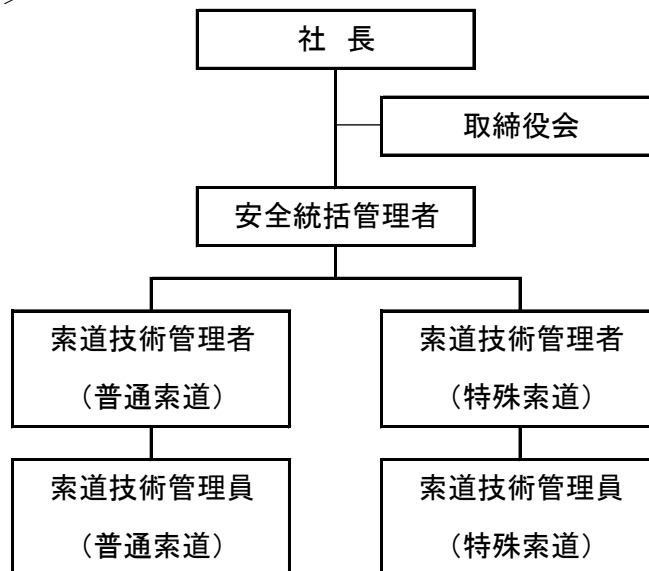 社 長
取締役会
安全統括管理者
索道技術管理者
（普通索道）
索道技術管理者
（特殊索道）
索道技術管理員
（普通索道）
索道技術管理員
（特殊索道）